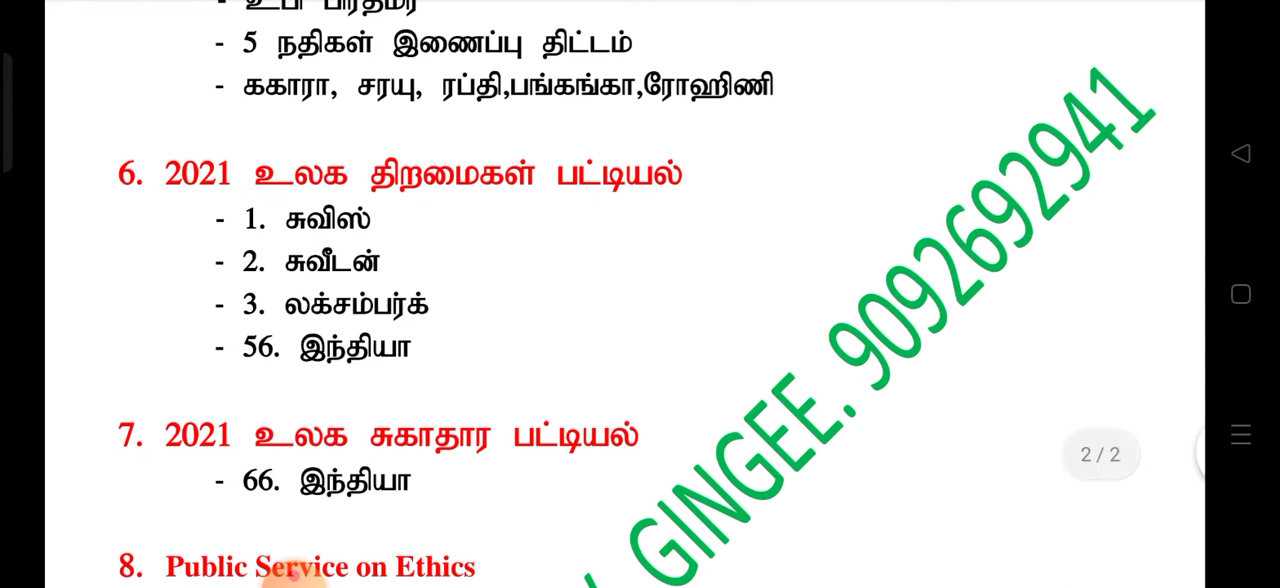 - உபி பிரதமர்
- 5 நதிகள் இணைப்பு திட்டம்
- ககாரா, சரயு, ரப்தி,பங்கங்கா,ரோஹிணி
6. 2021 உலக திறமைகள் பட்டியல்
- 1. சுவிஸ்
- 2. சுவீடன்
- 3. லக்சம்பர்க்
- 56. இந்தியா
7. 2021 உலக சுகாதார பட்டியல்
- 66. இந்தியா
8. Public Service on Ethics
GINGEE. 9092692941
2 / 2